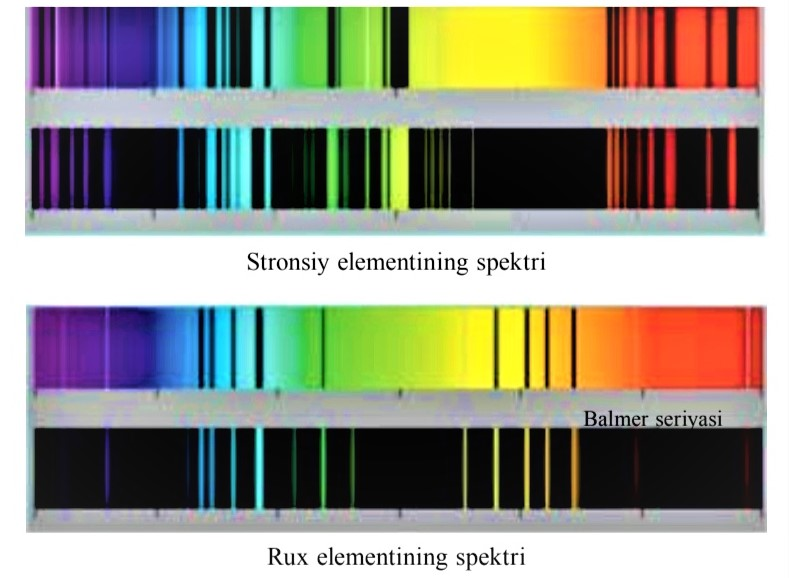 Stronsiy elementining spektri
Balmer seriyasi
Rux elementining spektri